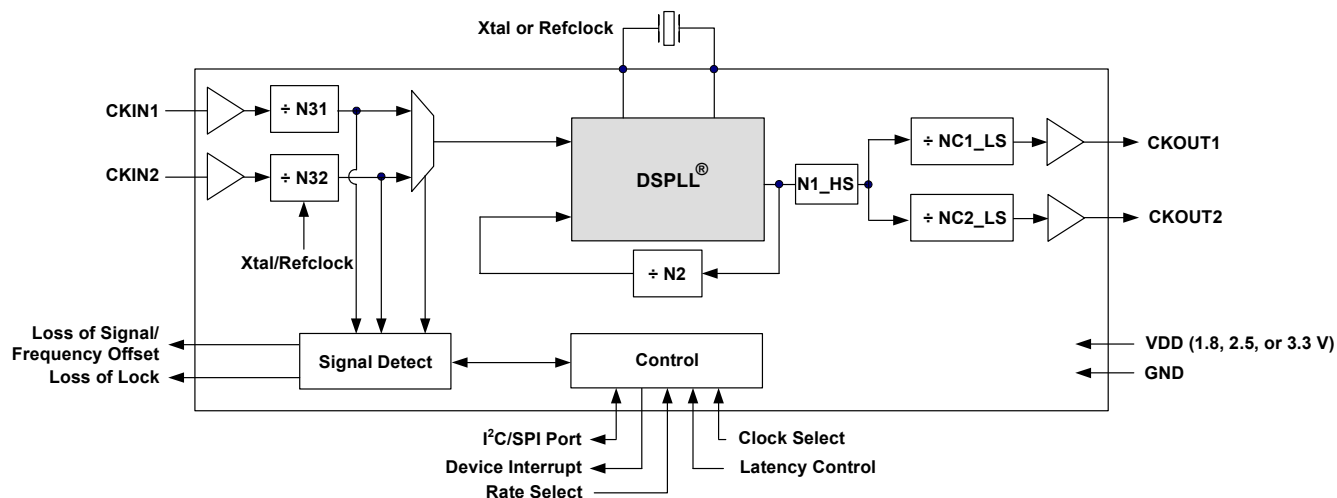 Xtal or Refclock
CKIN1
÷ N31
÷ NC1_LS
CKOUT1
CKIN2
÷ N32
DSPLL®
N1_HS
÷ NC2_LS
CKOUT2
Xtal/Refclock
÷ N2
Loss of Signal/
Frequency Offset
Loss of Lock
Signal Detect
Control
VDD (1.8, 2.5, or 3.3 V)
GND
I²C/SPI Port
Clock Select
Device Interrupt
Latency Control
Rate Select